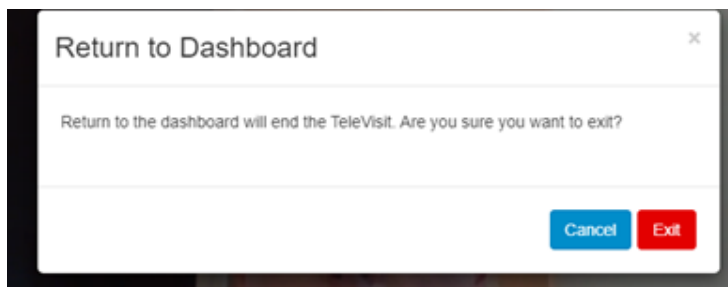 Return to Dashboard
×
Return to the dashboard will end the TeleVisit. Are you sure you want to exit?
Cancel Exit